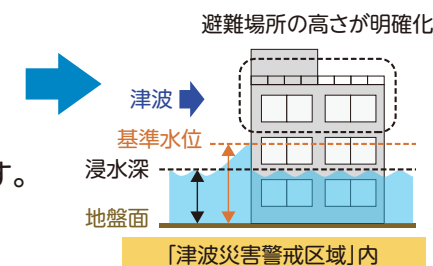 避難場所の高さが明確化
津波
基準水位
浸水深
す。
地盤面
「津波災害警戒区域」内